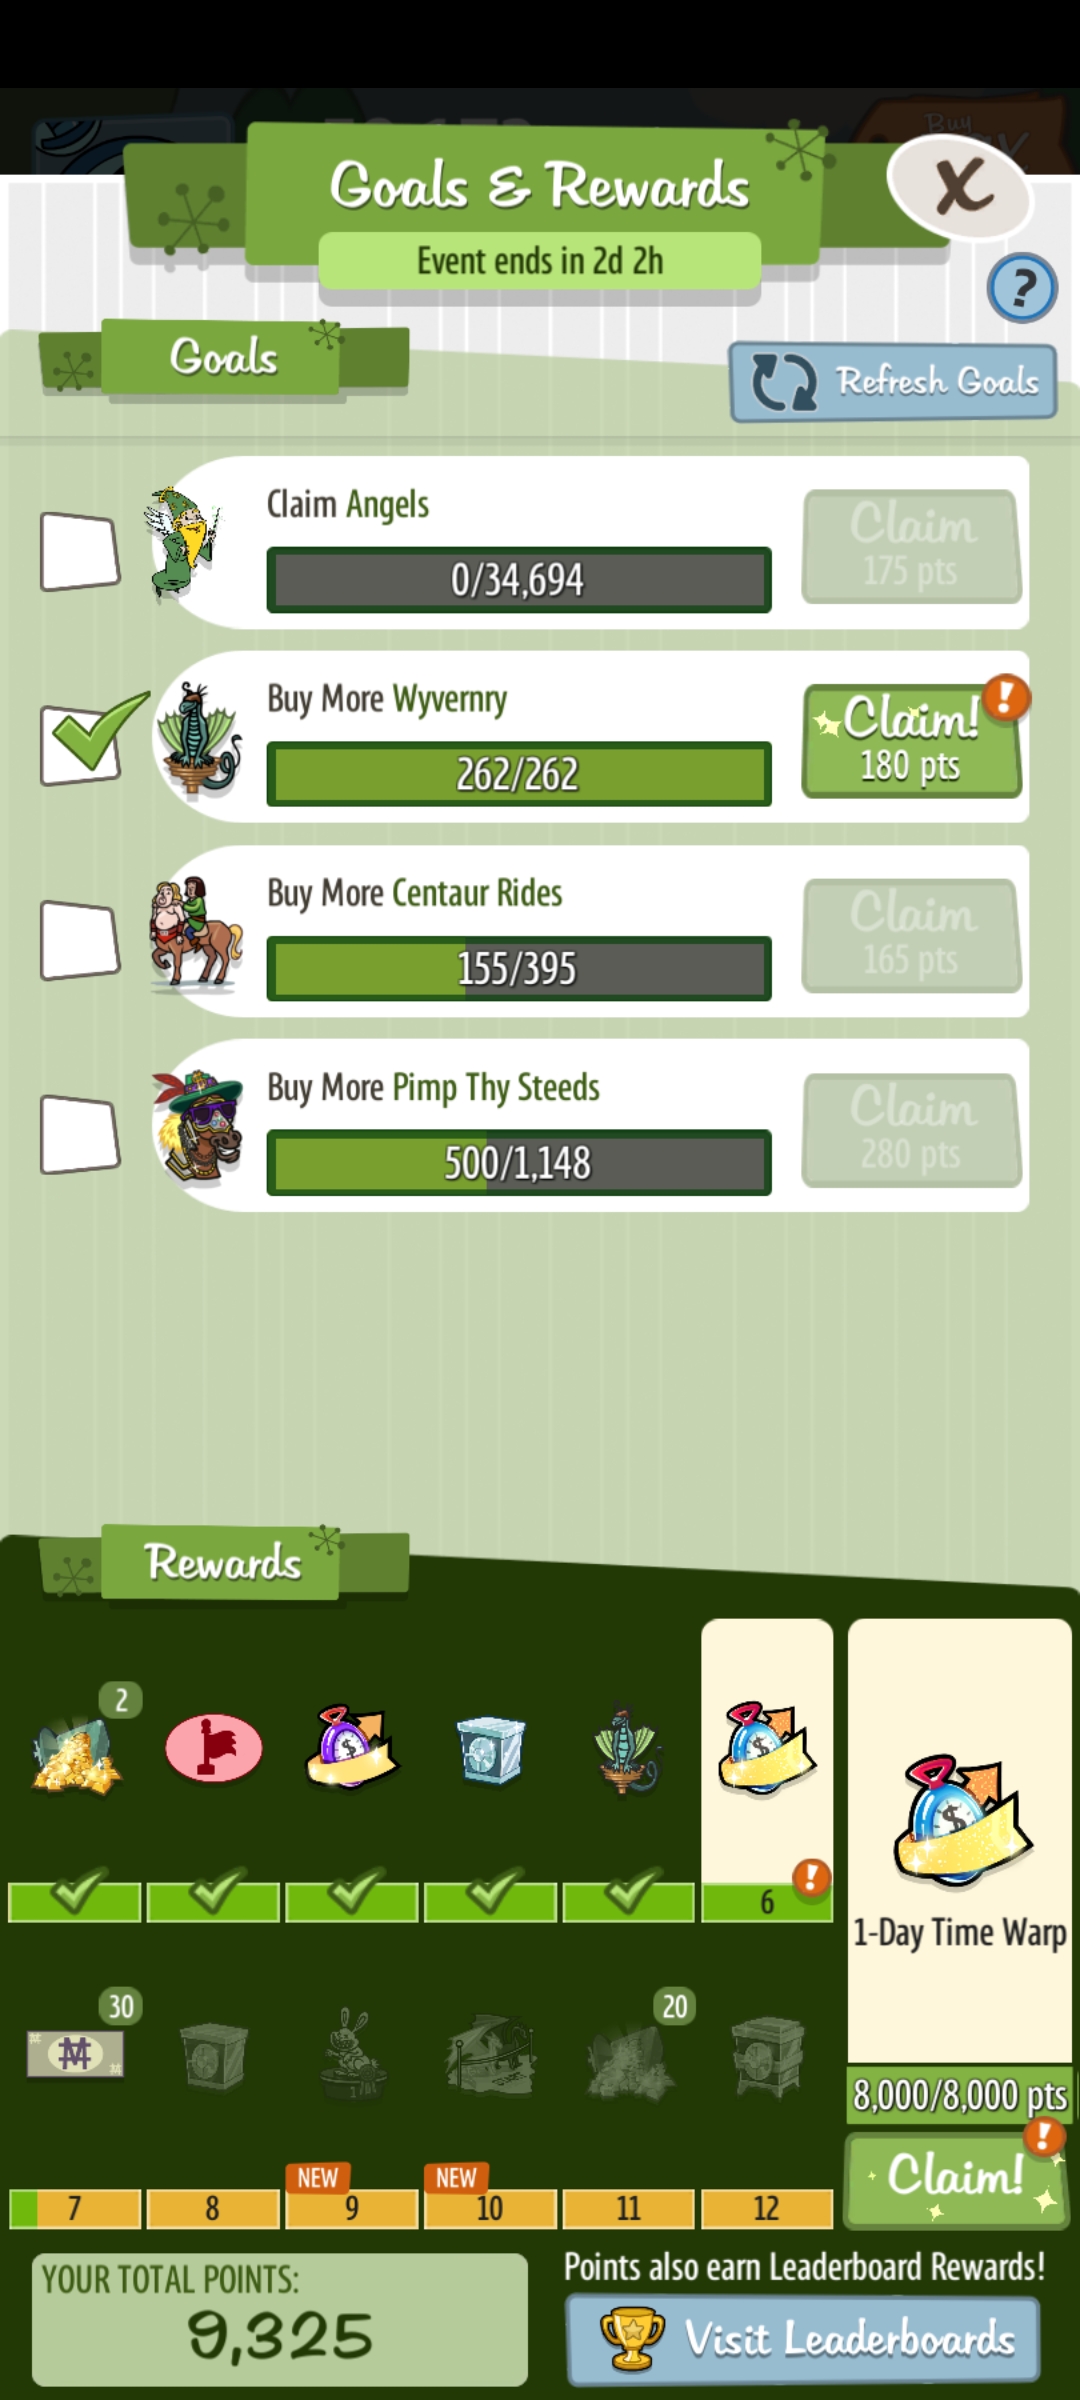 Buy
Goals & Rewards
X
Event ends in 2d 2h
?
Goals
Refresh Goals
Claim Angels
0/34,694
Claim
175 pts
Buy More Wyvernry
262/262
Claim!
180 pts
!
Buy More Centaur Rides
155/395
Claim
165 pts
Buy More Pimp Thy Steeds
500/1,148
Claim
280 pts
Rewards
2
$
$
$
6
!
1-Day Time Warp
30
20
1
8,000/8,000 pts
!
Claim!
NEW
NEW
7
8
9
10
11
12
YOUR TOTAL POINTS:
9,325
Points also earn Leaderboard Rewards!
Visit Leaderboards